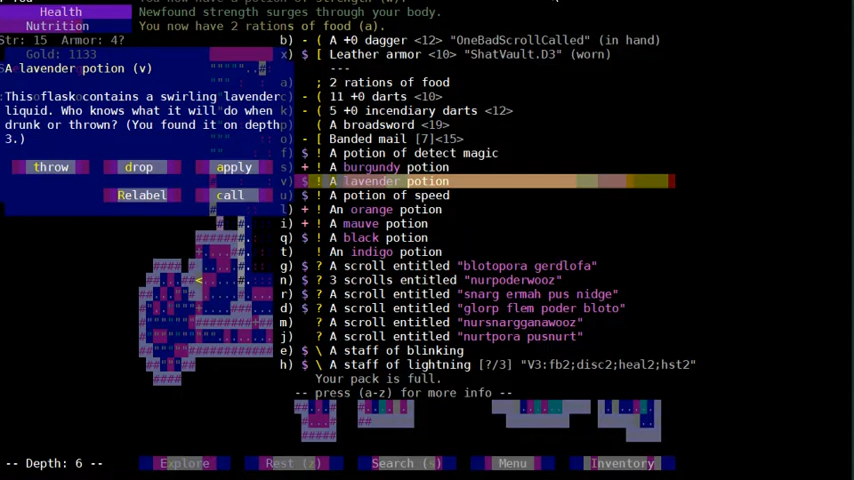 Health
Newfound strength surges through your body.
Nutrition
You now have 2 rations of food (a).
Str: 15 Armor: 4?
b) - ( A +0 dagger <12> "OneBadScrollCalled" (in hand)
Gold: 1133
x) $ [ Leather armor <10> "ShatVault.D3" (worn)
---
A lavender potion (v)
a) ; 2 rations of food
This flask contains a swirling lavender
liquid. Who knows what it will do when
drunk or thrown? (You found it on depth
3.)
c) - ( 11 +0 darts <10>
k) - ( 5 +0 incendiary darts <12>
( A broadsword <19>
o) - [ Banded mail [7]<15>
f) $ ! A potion of detect magic
throw drop apply
s) + ! A burgundy potion
v) $ ! A lavender potion
Relabel call
u) $ ! A potion of speed
l) + ! An orange potion
i) + ! A mauve potion
q) $ ! A black potion
t) ! An indigo potion
g) $ ? A scroll entitled "blotopora gerdlofa"
n) $ ? 3 scrolls entitled "nurpoderwooz"
r) $ ? A scroll entitled "snarg ermah pus nidge"
d) $ ? A scroll entitled "glorp flem poder bloto"
m) ? A scroll entitled "nursnargganawooz"
j) ? A scroll entitled "nurtpora pusnurt"
e) $ \ A staff of blinking
h) $ \ A staff of lightning [?/3] "V3:fb2;disc2;heal2;hst2"
Your pack is full.
-- press (a-z) for more info --
-- Depth: 6 -- Explore Rest (z) Search (s) Menu Inventory